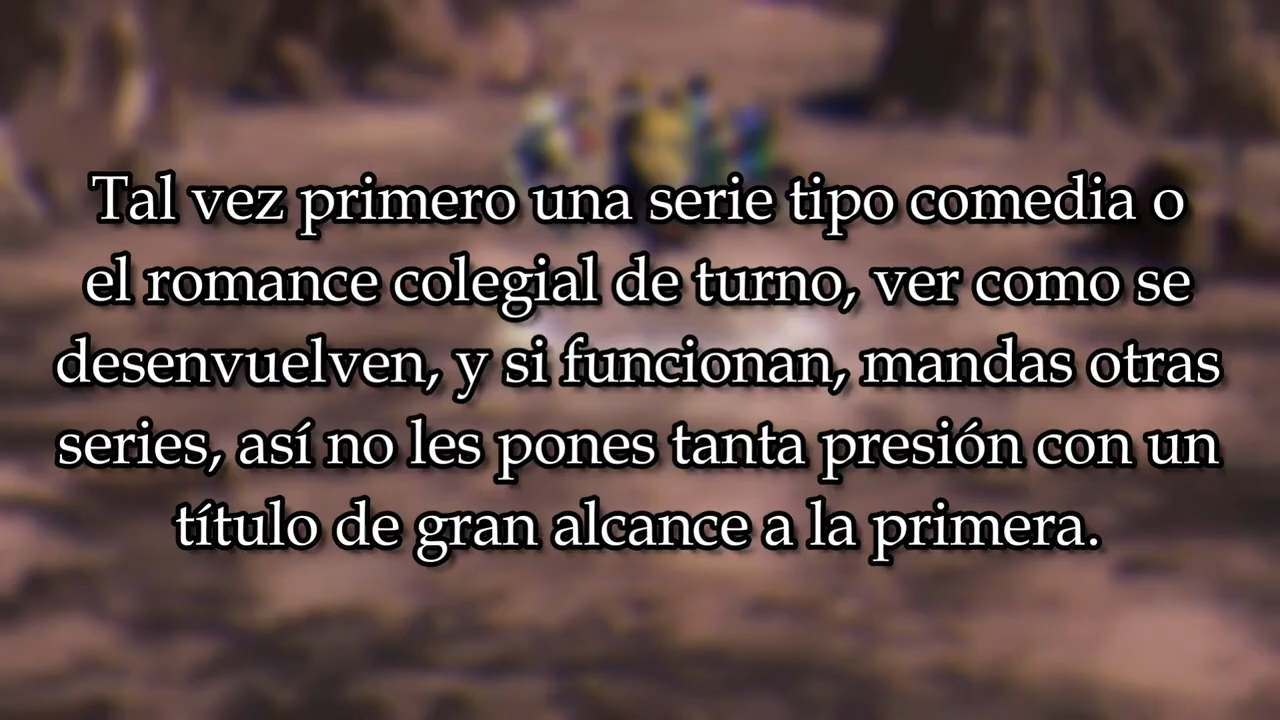 Tal vez primero una serie tipo comedia o
el romance colegial de turno, ver como se
desenvuelven, y si funcionan, mandas otras
series, así no les pones tanta presión con un
título de gran alcance a la primera.